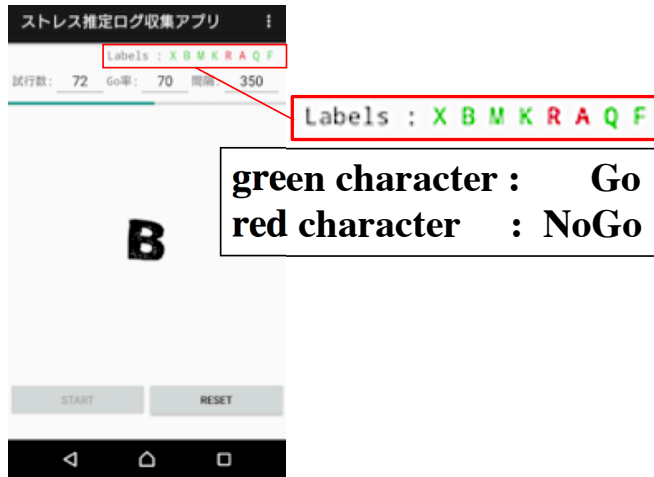 ストレス推定ログ収集アプリ
Labels : X B M K R A Q F
試行数: 72 Go率: 70 間隔: 350
Labels : X B M K R A Q F
green character : Go
red character : NoGo
B
START RESET